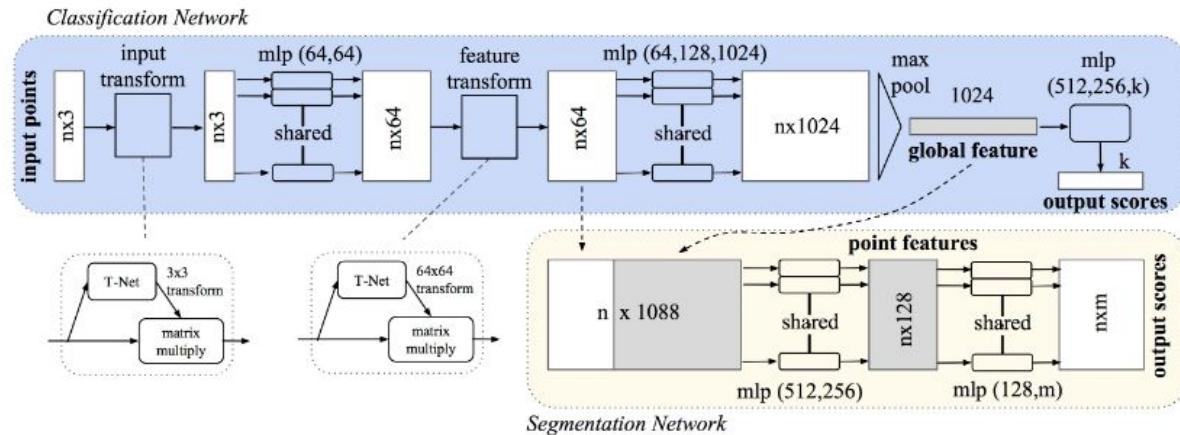 Classification Network
input points
nx3
input
transform
nx3
mlp (64,64)
shared
nx64
feature
transform
nx64
mlp (64,128,1024)
shared
nx1024
max
pool
1024
global feature
mlp
(512,256,k)
k
output scores
T-Net
3x3
transform
matrix
multiply
T-Net
64x64
transform
matrix
multiply
point features
n x 1088
shared
mlp (512,256)
nx128
shared
mlp (128,m)
nxm
output scores
Segmentation Network